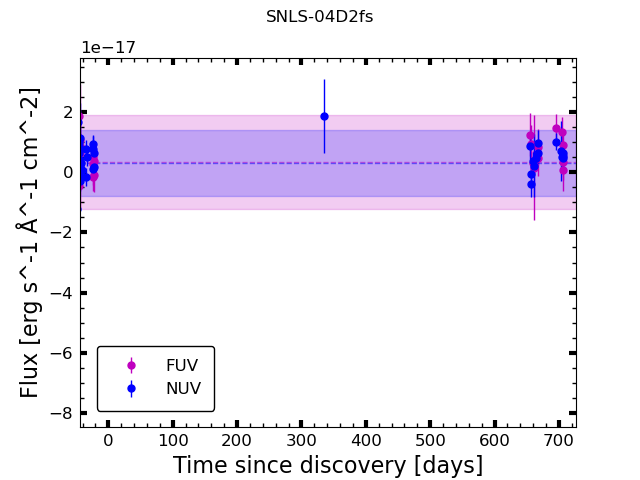 SNLS-04D2fs
1e−17
2
0
−2
−4
−6
−8
Flux [erg s^-1 Å^-1 cm^-2]
FUV
NUV
0 100 200 300 400 500 600 700
Time since discovery [days]